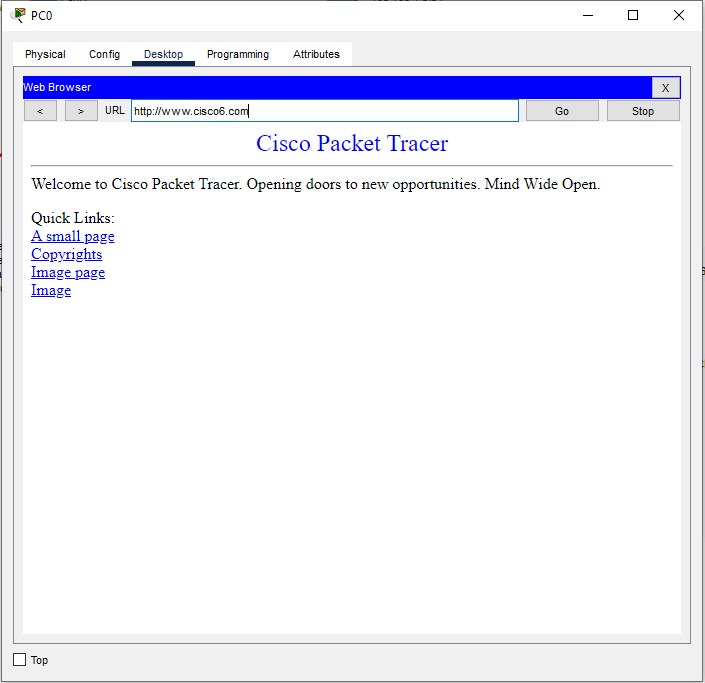 PC0
Physical Config Desktop Programming Attributes
Web Browser X
< > URL http://www.cisco6.com Go Stop
Cisco Packet Tracer
Welcome to Cisco Packet Tracer. Opening doors to new opportunities. Mind Wide Open.
Quick Links:
A small page
Copyrights
Image page
Image
Top